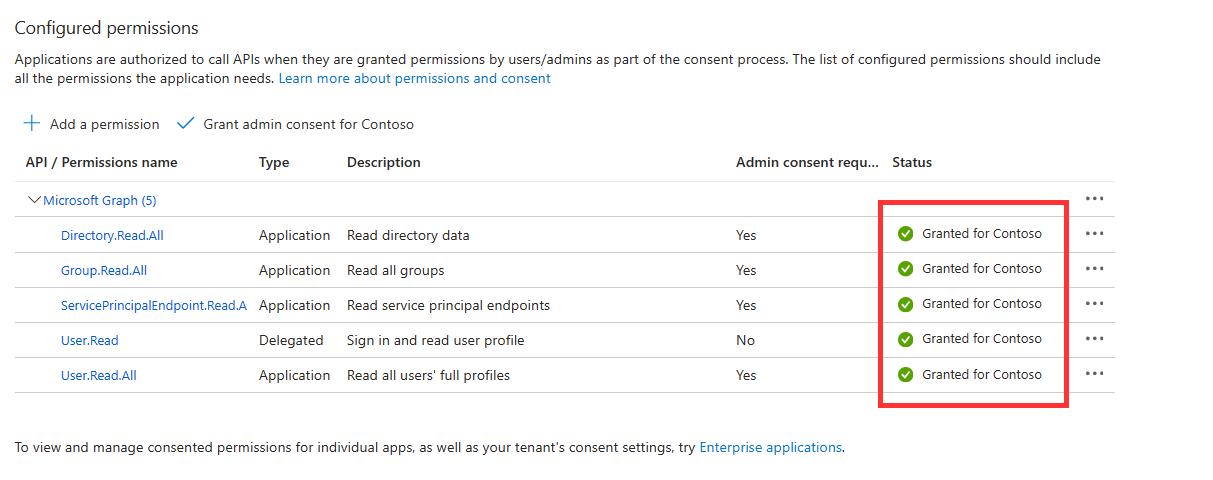 Configured permissions
Applications are authorized to call APIs when they are granted permissions by users/admins as part of the consent process. The list of configured permissions should include
all the permissions the application needs. Learn more about permissions and consent
Add a permission Grant admin consent for Contoso
API / Permissions name Type Description Admin consent requ... Status
Microsoft Graph (5) ...
Directory.Read.All Application Read directory data Yes Granted for Contoso ...
Group.Read.All Application Read all groups Yes Granted for Contoso ...
ServicePrincipalEndpoint.Read.A Application Read service principal endpoints Yes Granted for Contoso ...
User.Read Delegated Sign in and read user profile No Granted for Contoso ...
User.Read.All Application Read all users' full profiles Yes Granted for Contoso ...
To view and manage consented permissions for individual apps, as well as your tenant's consent settings, try Enterprise applications.